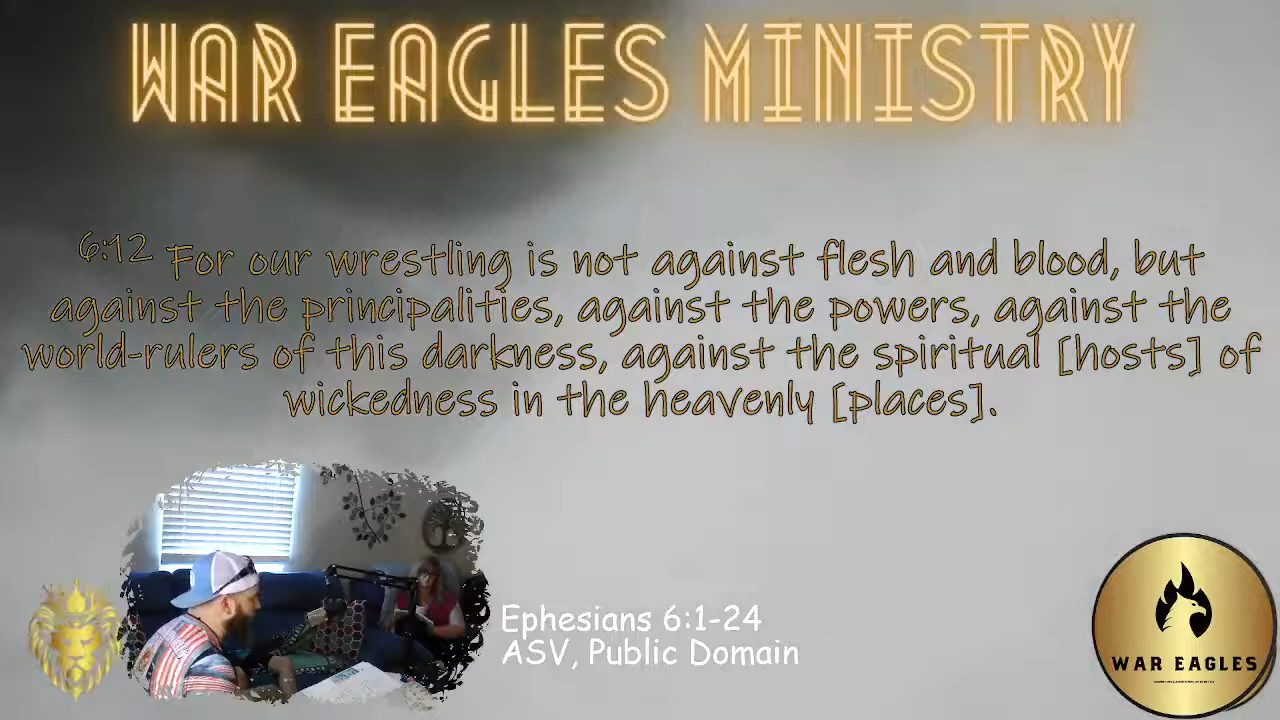 WAR EAGLES MINISTRY
6:12 For our wrestling is not against flesh and blood, but
against the principalities, against the powers, against the
world-rulers of this darkness, against the spiritual [hosts] of
wickedness in the heavenly [places].
Ephesians 6:1-24
ASV, Public Domain
WAR EAGLES